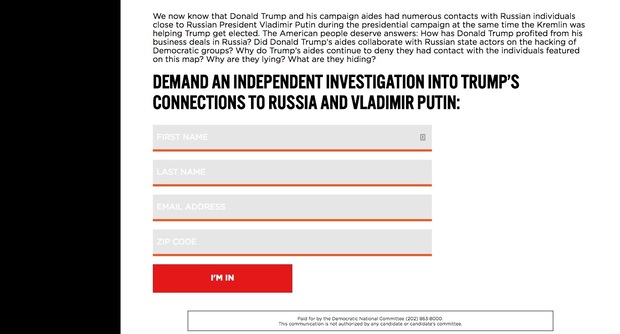 We now know that Donald Trump and his campaign aides had numerous contacts with Russian individuals
close to Russian President Vladimir Putin during the presidential campaign at the same time the Kremlin was
helping Trump get elected. The American people deserve answers: How has Donald Trump profited from his
business deals in Russia? Did Donald Trump's aides collaborate with Russian state actors on the hacking of
Democratic groups? Why do Trump's aides continue to deny they had contact with the individuals featured
on this map? Why are they lying? What are they hiding?
DEMAND AN INDEPENDENT INVESTIGATION INTO TRUMP'S
CONNECTIONS TO RUSSIA AND VLADIMIR PUTIN:
FIRST NAME
LAST NAME
EMAIL ADDRESS
ZIP CODE
I'M IN
Paid for by the Democratic National Committee (202) 863-8000.
This communication is not authorized by any candidate or candidate's committee.